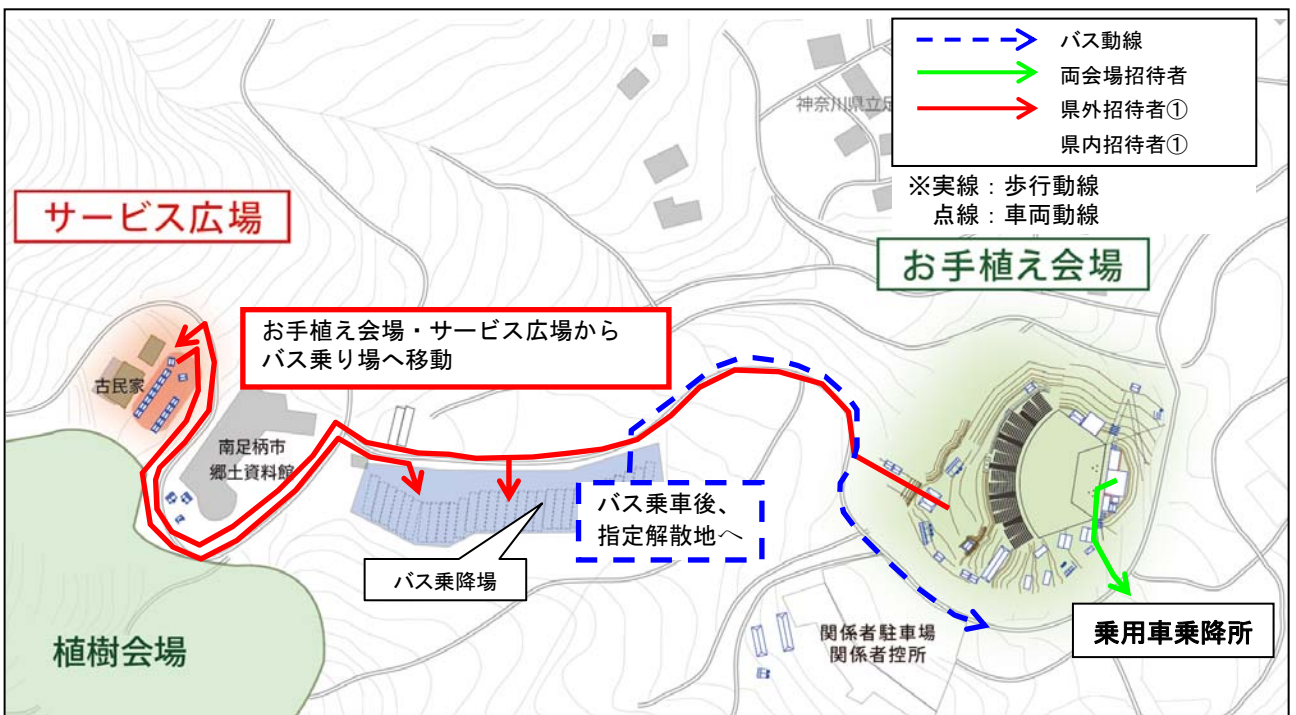 バス動線
両会場招待者
県外招待者①
県内招待者①
※実線：歩行動線
点線：車両動線
神奈川県立足
サービス広場
お手植え会場
お手植え会場・サービス広場から
バス乗り場へ移動
古民家
南足柄市
郷土資料館
バス乗車後、
指定解散地へ
バス乗降場
関係者駐車場
関係者控所
乗用車乗降所
植樹会場